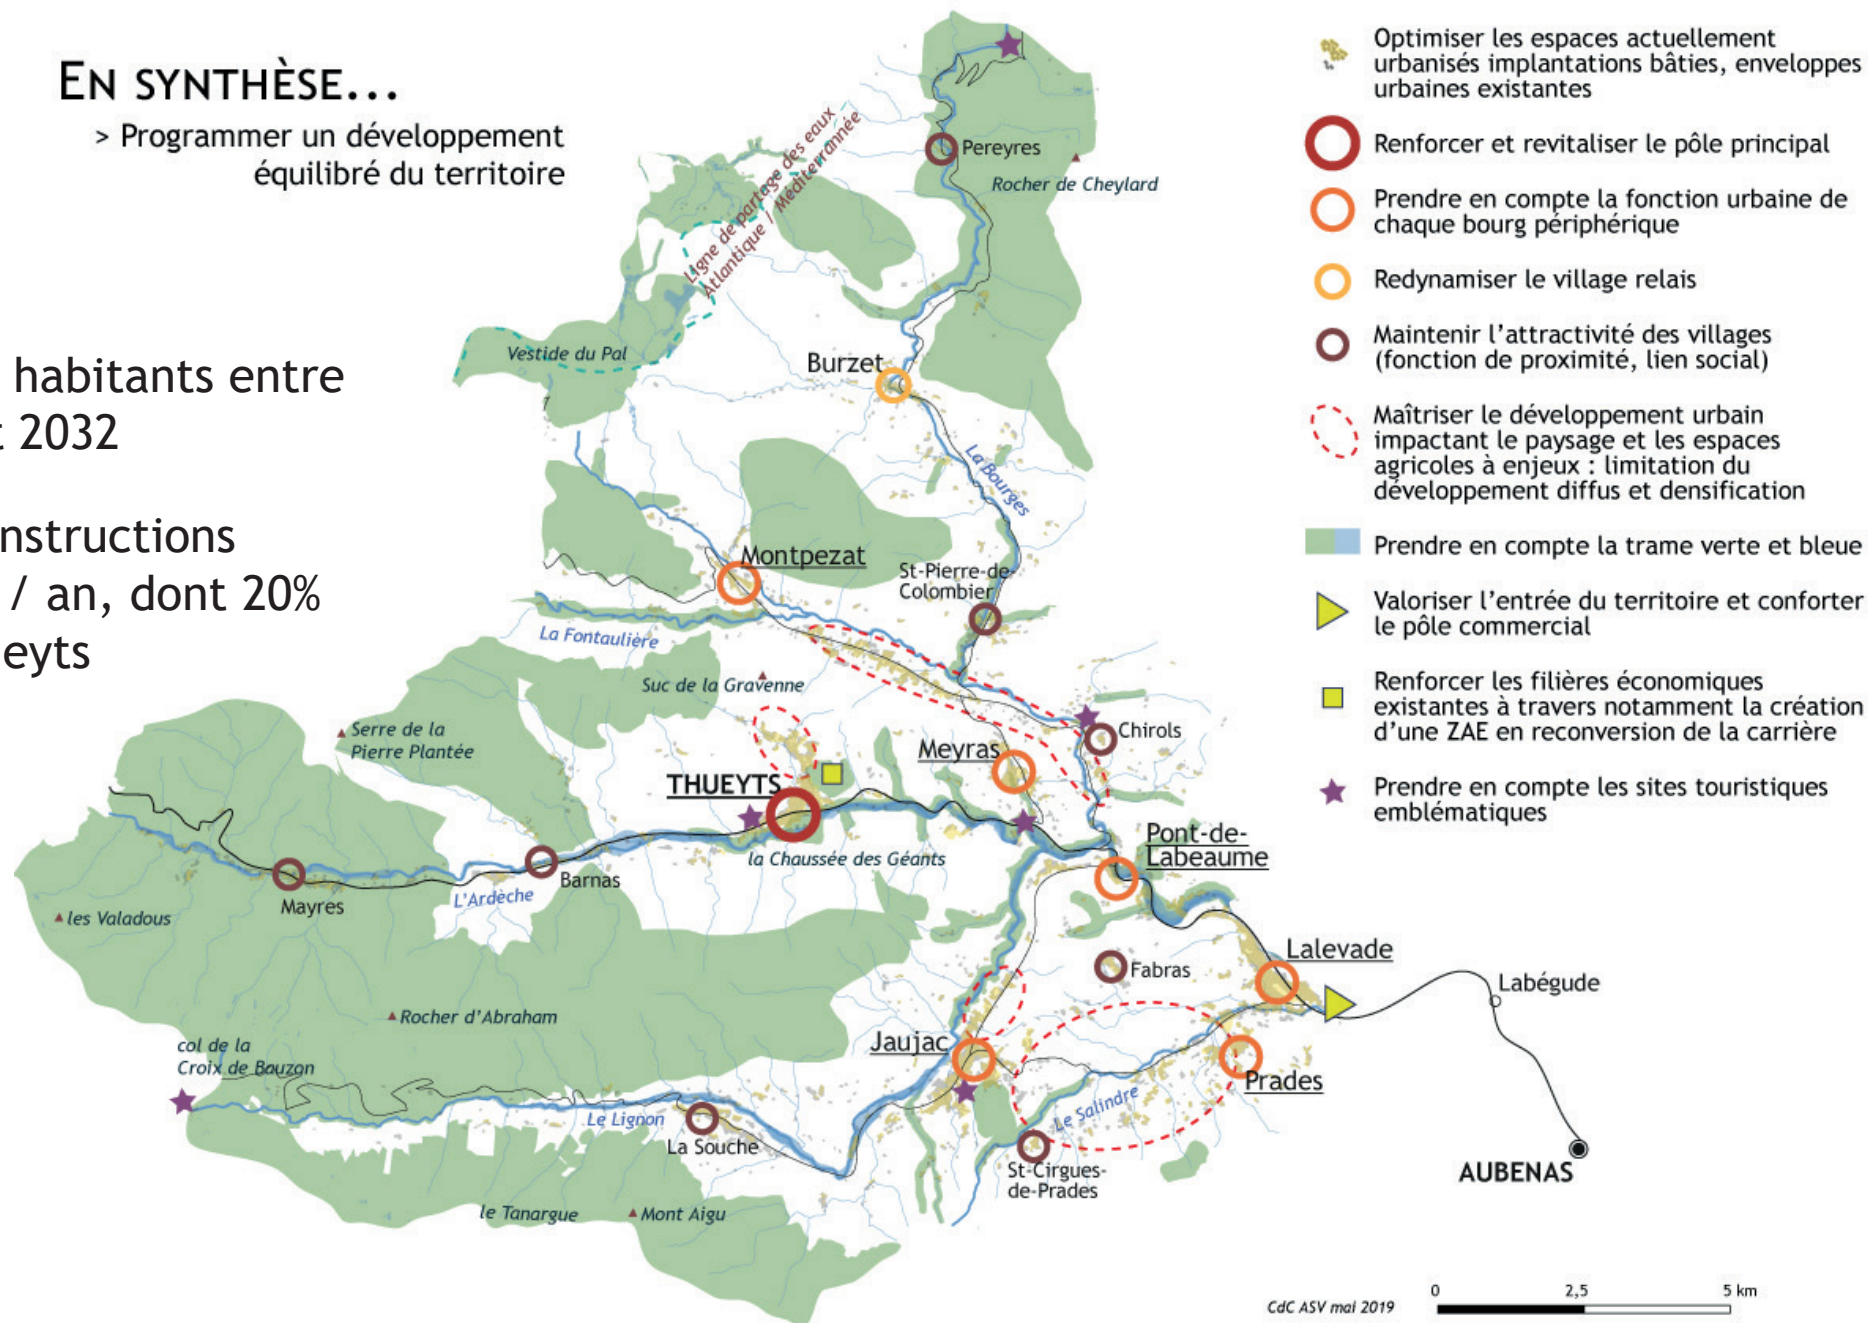 EN SYNTHÈSE...
> Programmer un développement
équilibré du territoire
habitants entre
2032
nstructions
/ an, dont 20%
eyts
Ligne de partage des eaux
Atlantique / Méditerrannée
Pereyres
Rocher de Cheylard
Vestide du Pal
Burzet
La Bourges
Montpezat
St-Pierre-de-
Colombier
La Fontaulière
Suc de la Gravenne
Serre de la
Pierre Plantée
Chirols
Meyras
THUEYTS
Pont-de-
Labeaume
la Chaussée des Géants
Barnas
L'Ardèche
Mayres
les Valadous
Lalevade
Fabras
Labégude
Rocher d'Abraham
Jaujac
col de la
Croix de Bauzon
Prades
Le Salindre
Le Lignon
La Souche
St-Cirgues-
de-Prades
AUBENAS
le Tanargue
Mont Aigu
Optimiser les espaces actuellement
urbanisés implantations bâties, enveloppes
urbaines existantes
Renforcer et revitaliser le pôle principal
Prendre en compte la fonction urbaine de
chaque bourg périphérique
Redynamiser le village relais
Maintenir l'attractivité des villages
(fonction de proximité, lien social)
Maîtriser le développement urbain
impactant le paysage et les espaces
agricoles à enjeux : limitation du
développement diffus et densification
Prendre en compte la trame verte et bleue
Valoriser l'entrée du territoire et conforter
le pôle commercial
Renforcer les filières économiques
existantes à travers notamment la création
d'une ZAE en reconversion de la carrière
Prendre en compte les sites touristiques
emblématiques
CdC ASV mai 2019
0 2,5 5 km